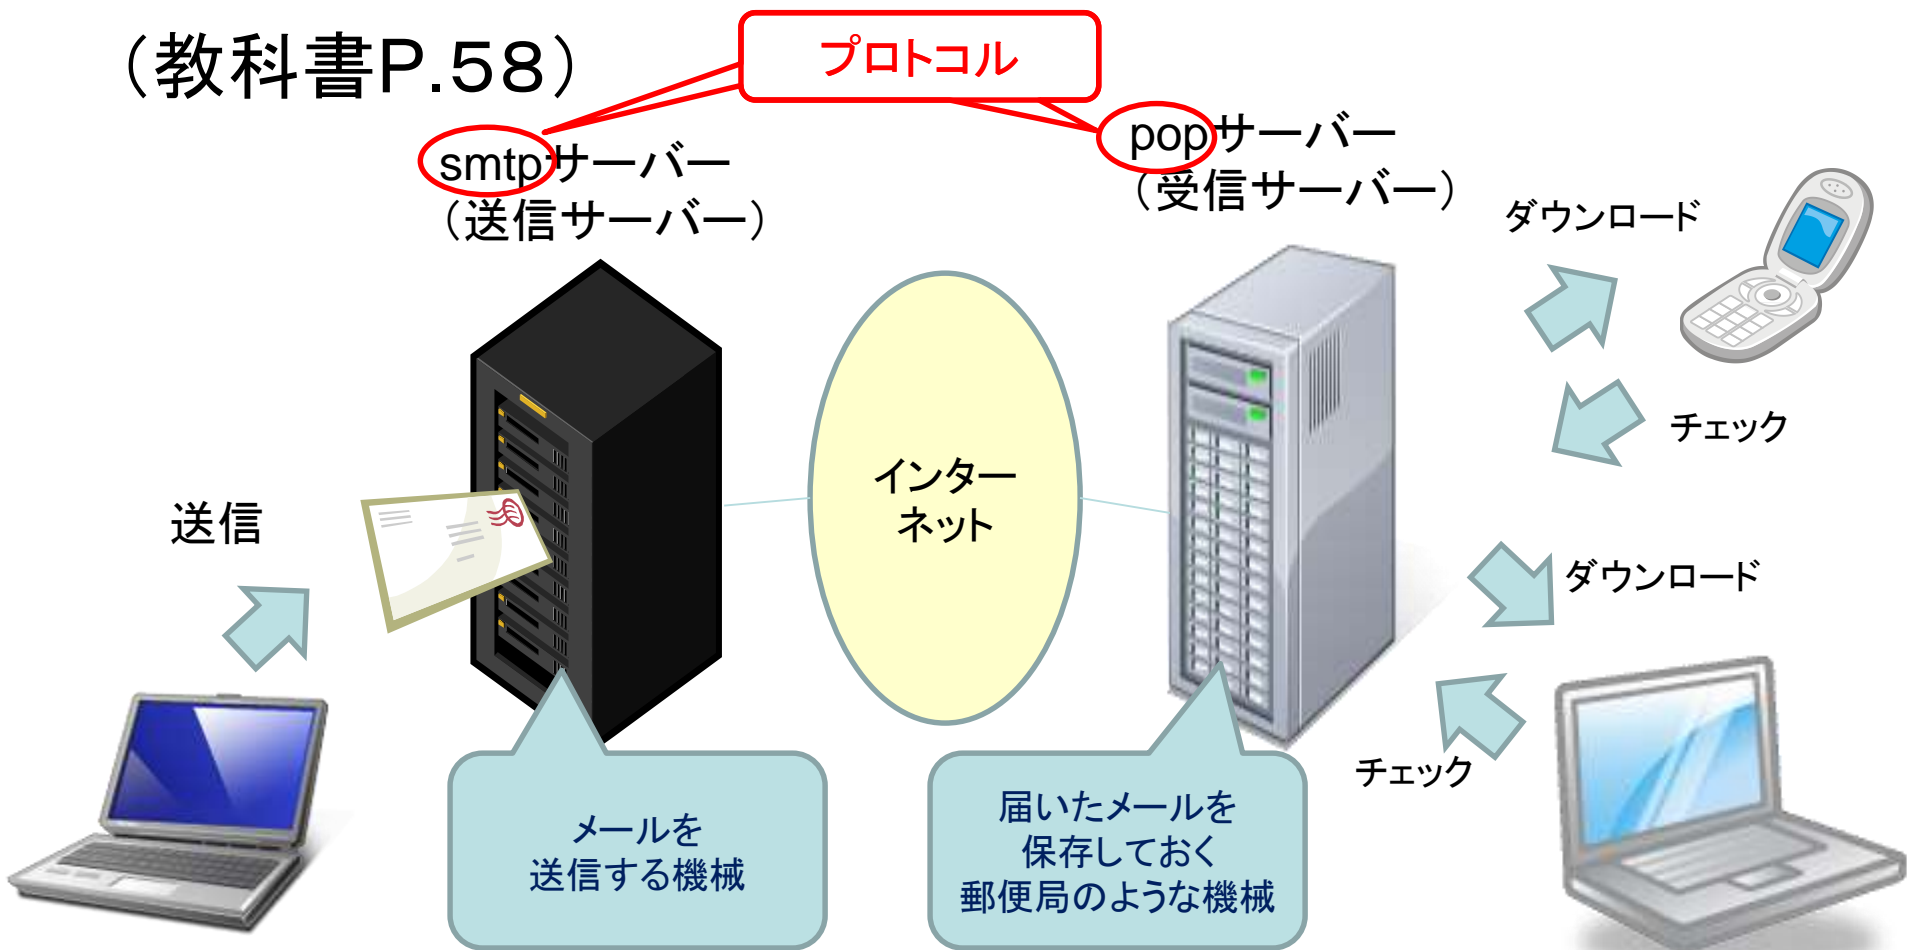 （教科書P.58）
プロトコル
smtpサーバー
（送信サーバー）
popサーバー
（受信サーバー）
ダウンロード
チェック
送信
インター
ネット
ダウンロード
チェック
メールを
送信する機械
届いたメールを
保存しておく
郵便局のような機械